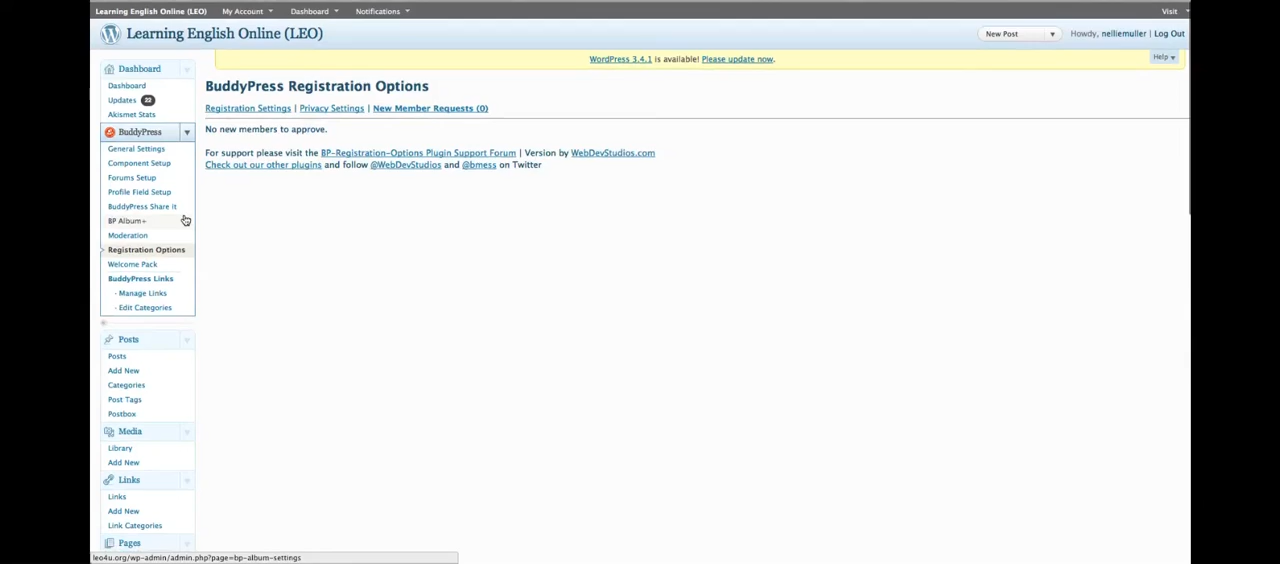 Learning English Online (LEO) My Account Dashboard Notifications Visit
Learning English Online (LEO) New Post Howdy, nelliemuller | Log Out
WordPress 3.4.1 is available! Please update now. Help
Dashboard
Dashboard
Updates 22
Akismet Stats
BuddyPress
General Settings
Component Setup
Forums Setup
Profile Field Setup
BuddyPress Share It
BP Album+
Moderation
Registration Options
Welcome Pack
BuddyPress Links
- Manage Links
- Edit Categories
Posts
Posts
Add New
Categories
Post Tags
Postbox
Media
Library
Add New
Links
Links
Add New
Link Categories
Pages
BuddyPress Registration Options
Registration Settings | Privacy Settings | New Member Requests (0)
No new members to approve.
For support please visit the BP-Registration-Options Plugin Support Forum | Version by WebDevStudios.com
Check out our other plugins and follow @WebDevStudios and @bmess on Twitter
leo4u.org/wp-admin/admin.php?page=bp-album-settings